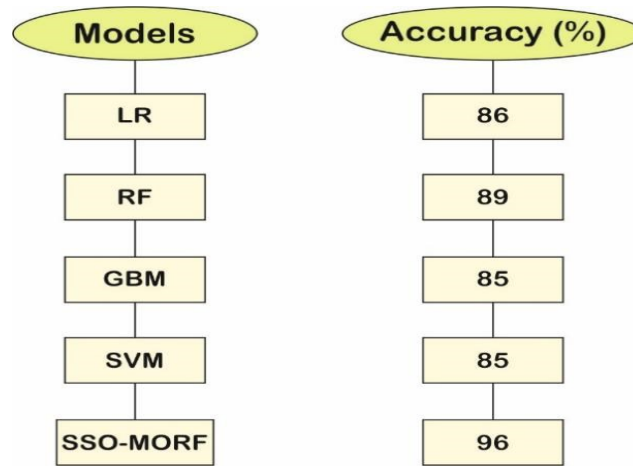 Models
Accuracy (%)
LR
86
RF
89
GBM
85
SVM
85
SSO-MORF
96